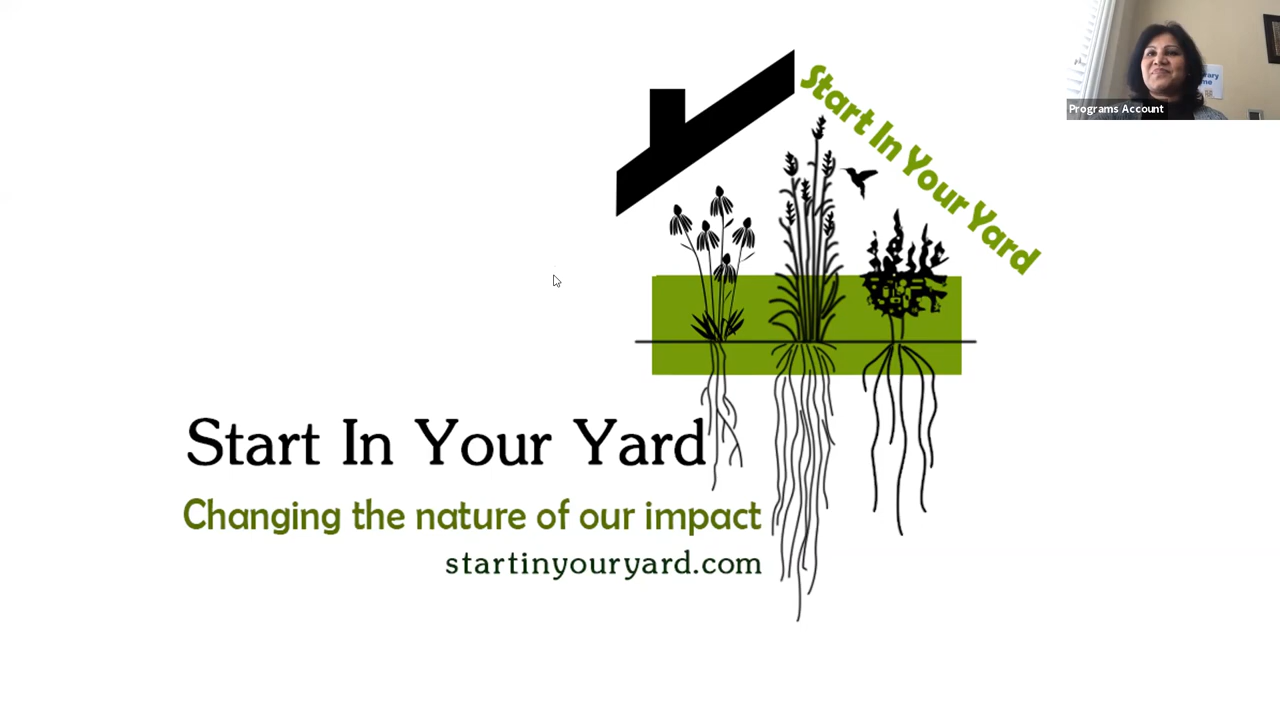 Start In Your Yard
Programs Account
Start In Your Yard
Changing the nature of our impact
startinyouryard.com